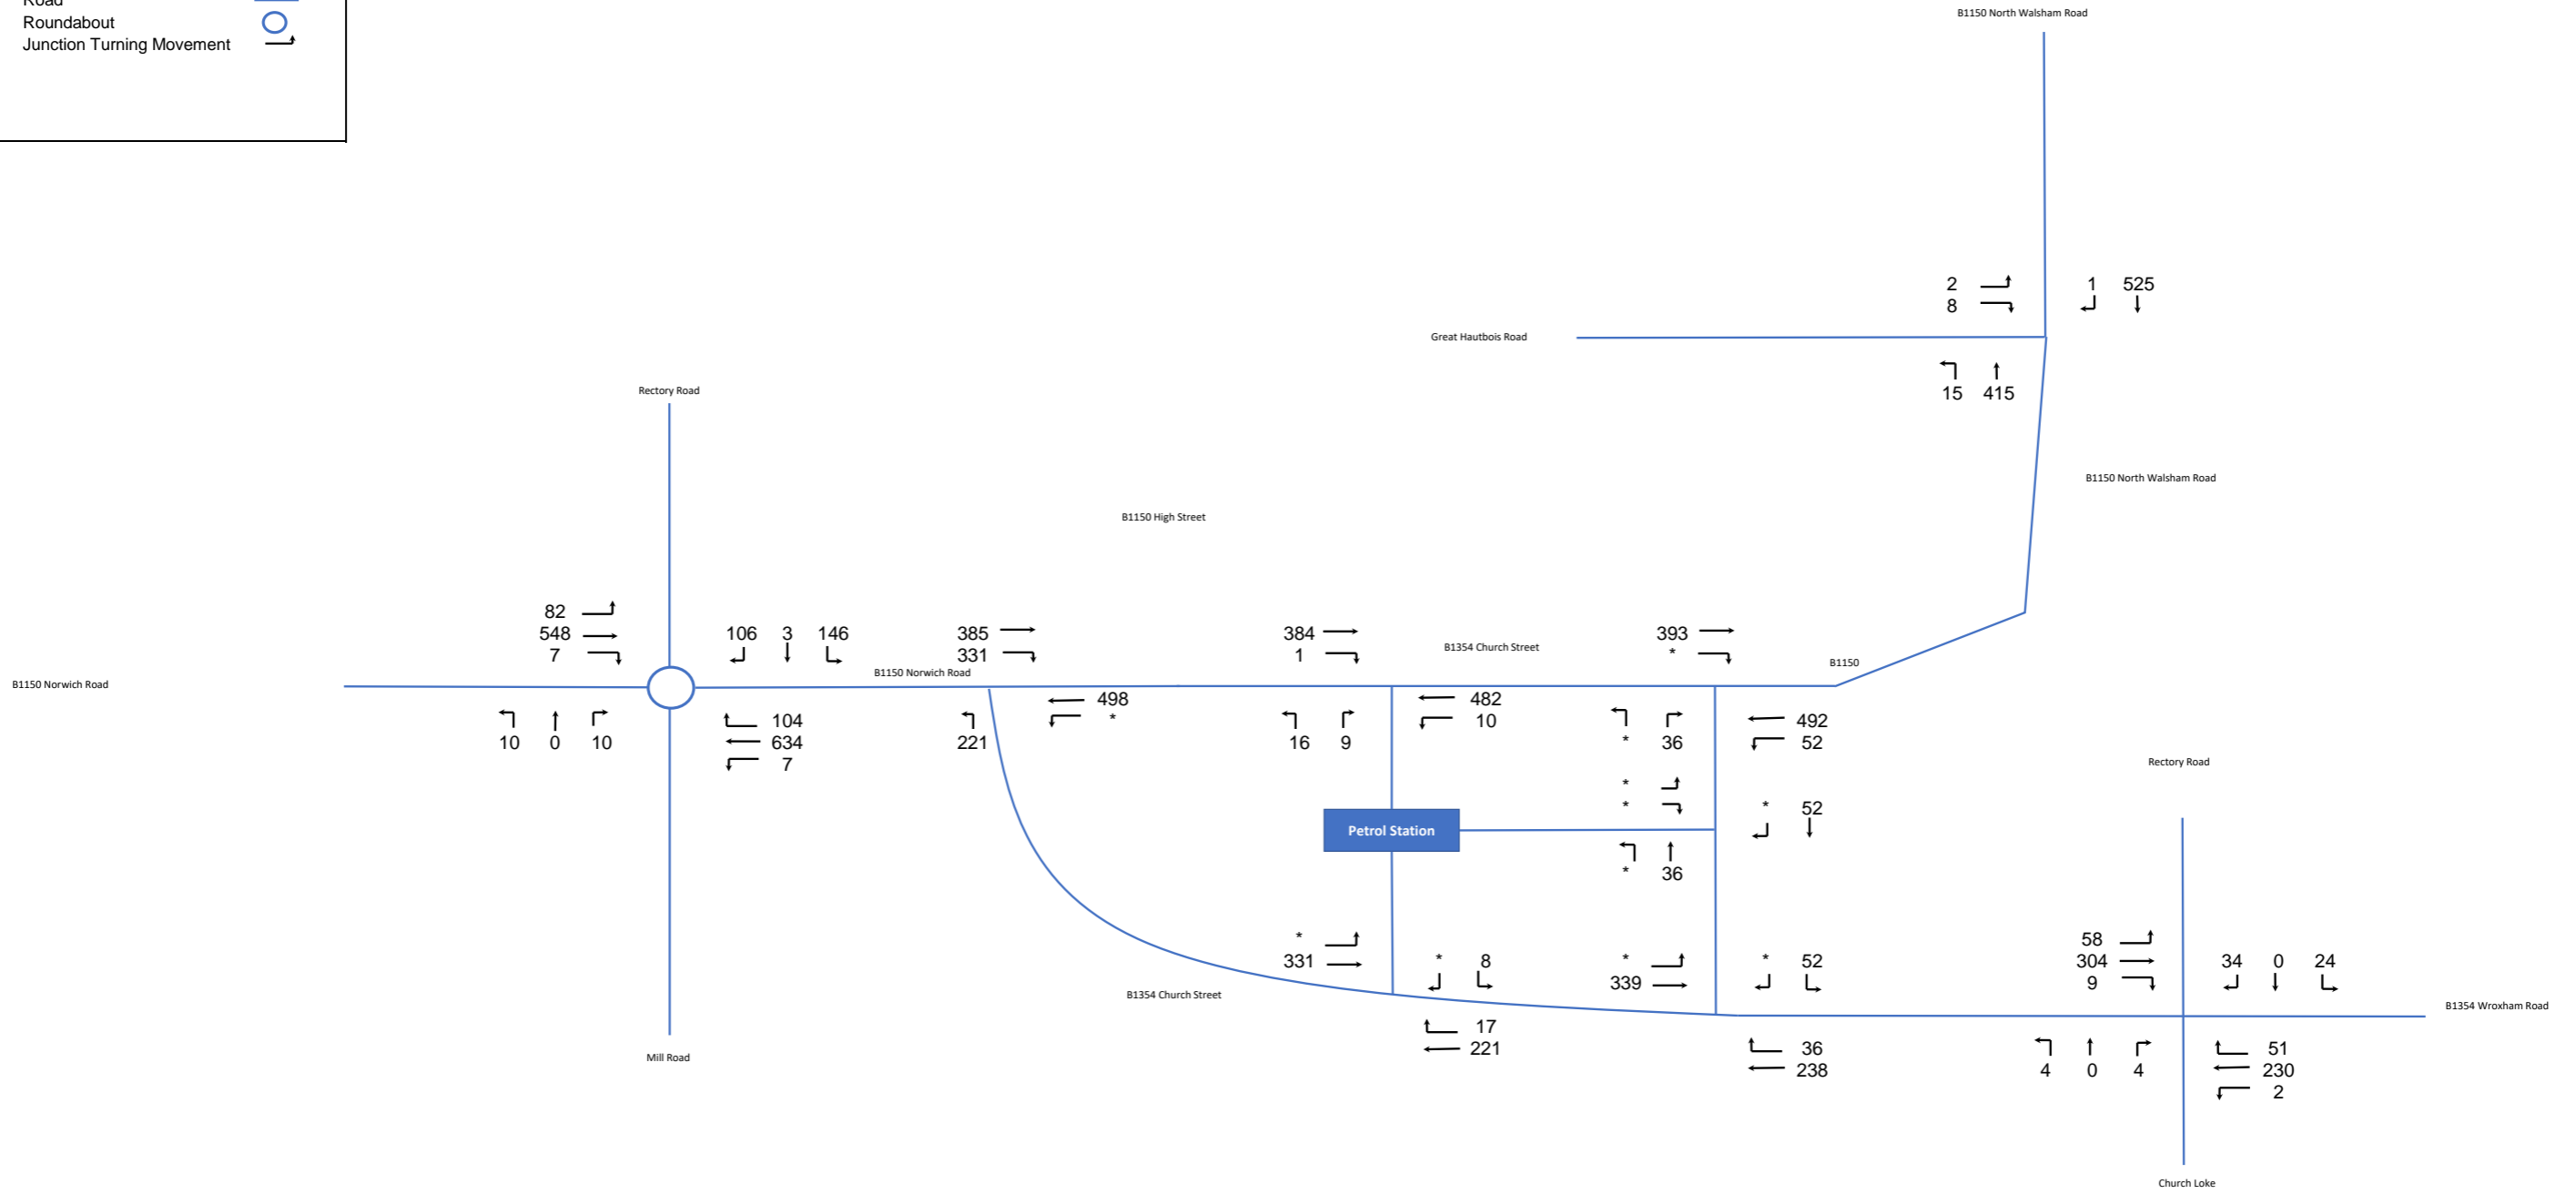 Road
Roundabout
Junction Turning Movement
B1150 North Walsham Road
2
8
1 525
Great Hautbois Road
15 415
Rectory Road
B1150 North Walsham Road
B1150 High Street
82
548
7
106 3 146
385
331
384
1
B1354 Church Street
393
*
B1150
B1150 Norwich Road
B1150 Norwich Road
10 0 10
104
634
7
221
498
*
16 9
482
10
* 36
492
52
Rectory Road
*
*
* 52
Petrol Station
* 36
*
331
* 8
*
339
* 52
58
304
9
34 0 24
B1354 Church Street
B1354 Wroxham Road
17
221
36
238
4 0 4
51
230
2
Mill Road
Church Loke